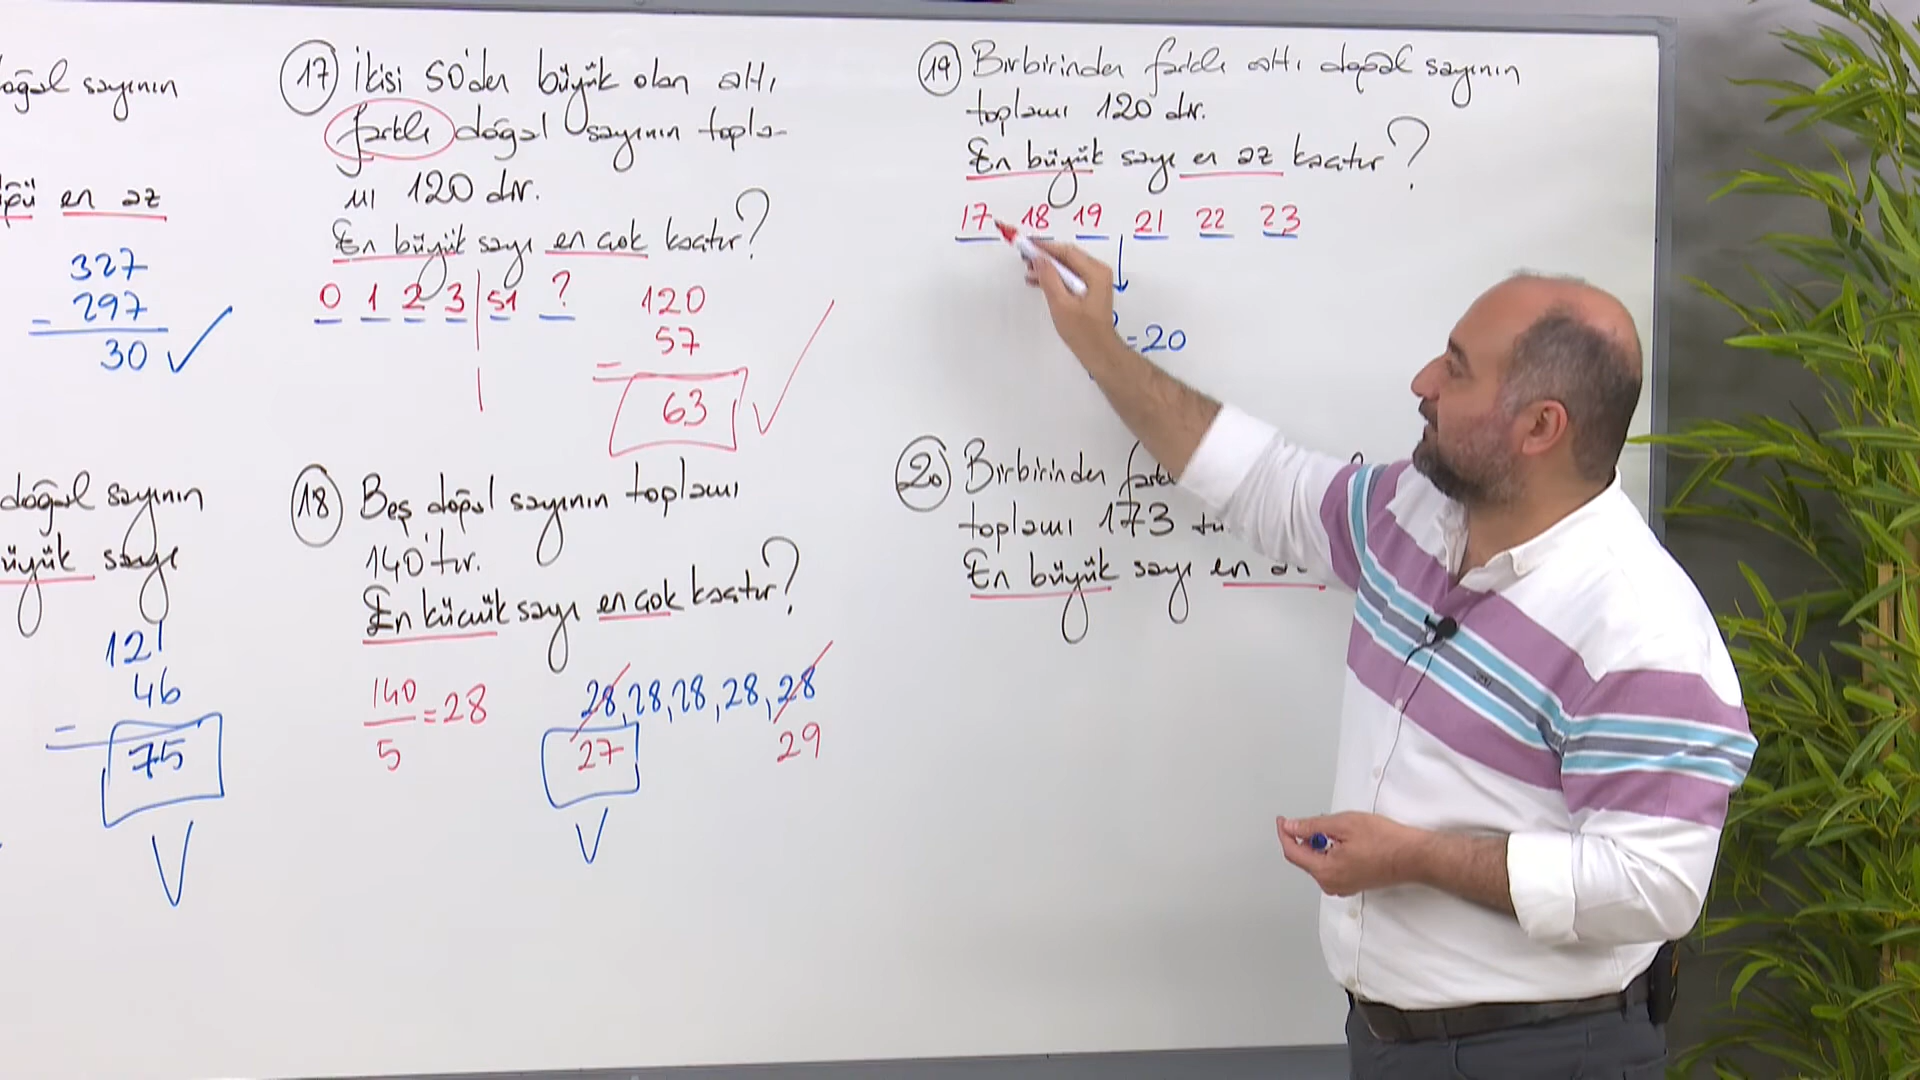 doğal sayının
en az
327
- 297
30 ✓
doğal sayının
büyük sayı
121
46
=
75
17 İkisi 50'den büyük olan altı
farklı doğal sayının topla-
mı 120 dir.
En büyük sayı en çok kaçtır?
0 1 2 3 51 ?
120
57
=
63
18 Beş doğal sayının toplamı
140'tır.
En küçük sayı en çok kaçtır?
140/5 = 28
28, 28, 28, 28, 28
27 29
19 Birbirinden farklı altı doğal sayının
toplamı 120 dir.
En büyük sayı en az kaçtır?
17 18 19 21 22 23
= 20
20 Birbirinden
toplamı 173
En büyük sayı en